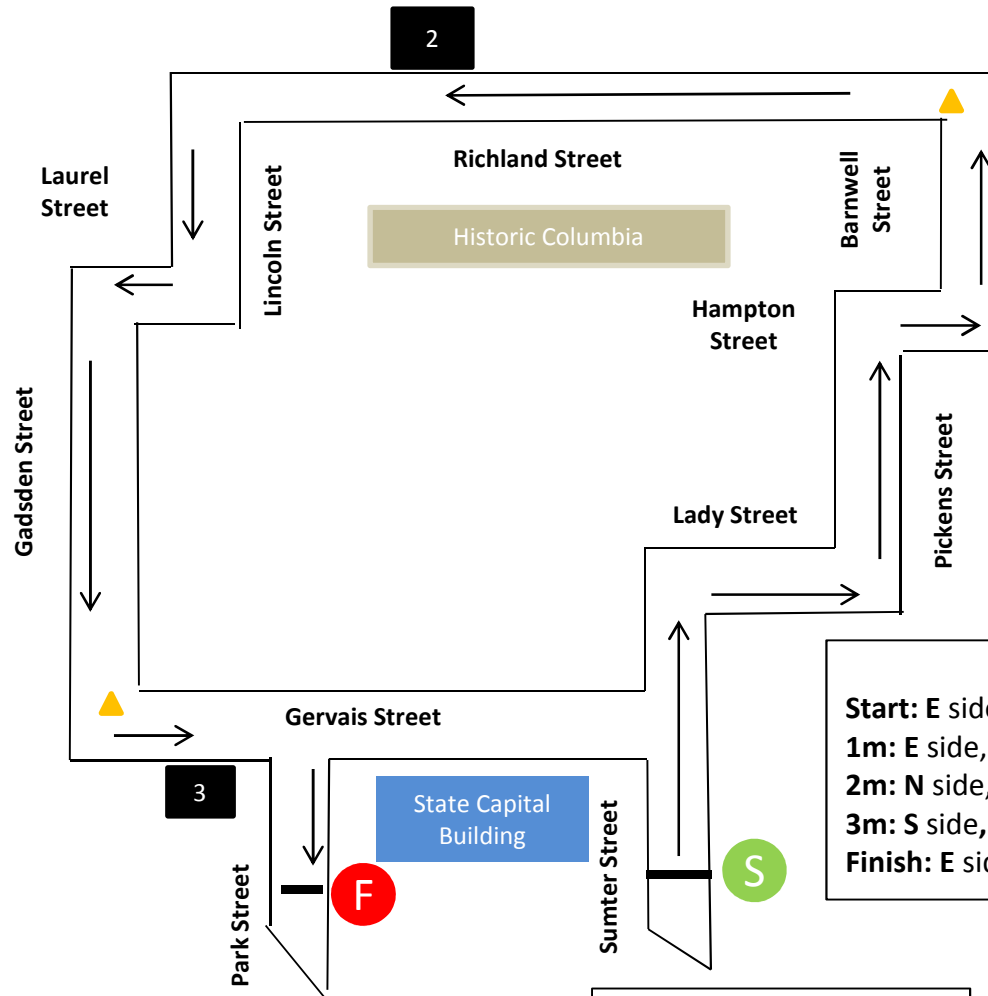 2
Richland Street
Laurel
Street
Lincoln Street
Historic Columbia
Barnwell
Street
Hampton
Street
Gadsden Street
Pickens Street
Lady Street
Gervais Street
3
State Capital
Building
Sumter Street
Park Street
F
S
Start: E side
1m: E side,
2m: N side,
3m: S side,
Finish: E sid